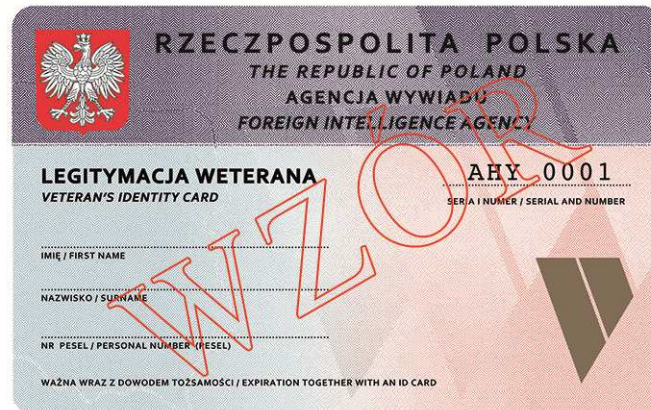 RZECZPOSPOLITA POLSKA
THE REPUBLIC OF POLAND
AGENCJA WYWIADU
FOREIGN INTELLIGENCE AGENCY
LEGITYMACJA WETERANA
VETERAN'S IDENTITY CARD
AHY 0001
SERIA I NUMER / SERIAL AND NUMBER
IMIĘ / FIRST NAME
NAZWISKO / SURNAME
NR PESEL / PERSONAL NUMBER (PESEL)
WAŻNA WRAZ Z DOWODEM TOŻSAMOŚCI / EXPIRATION TOGETHER WITH AN ID CARD
WZÓR